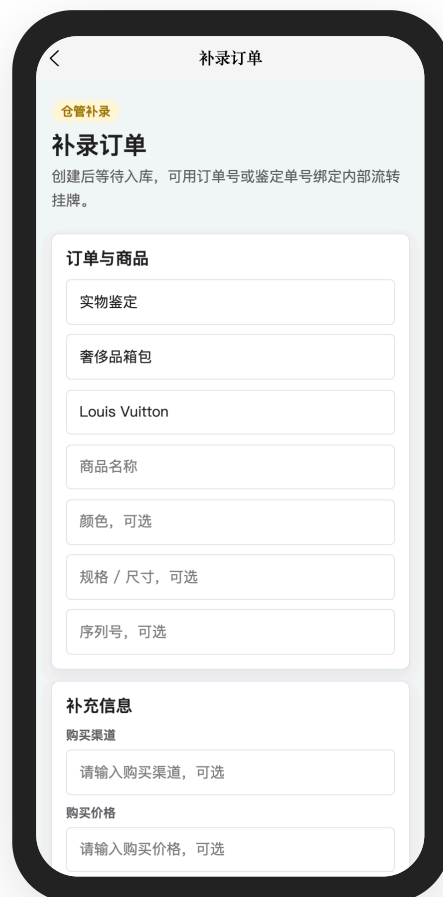 补录订单
仓管补录
补录订单
创建后等待入库，可用订单号或鉴定单号绑定内部流转
挂牌。
订单与商品
实物鉴定
奢侈品箱包
Louis Vuitton
商品名称
颜色，可选
规格 / 尺寸，可选
序列号，可选
补充信息
购买渠道
请输入购买渠道，可选
购买价格
请输入购买价格，可选